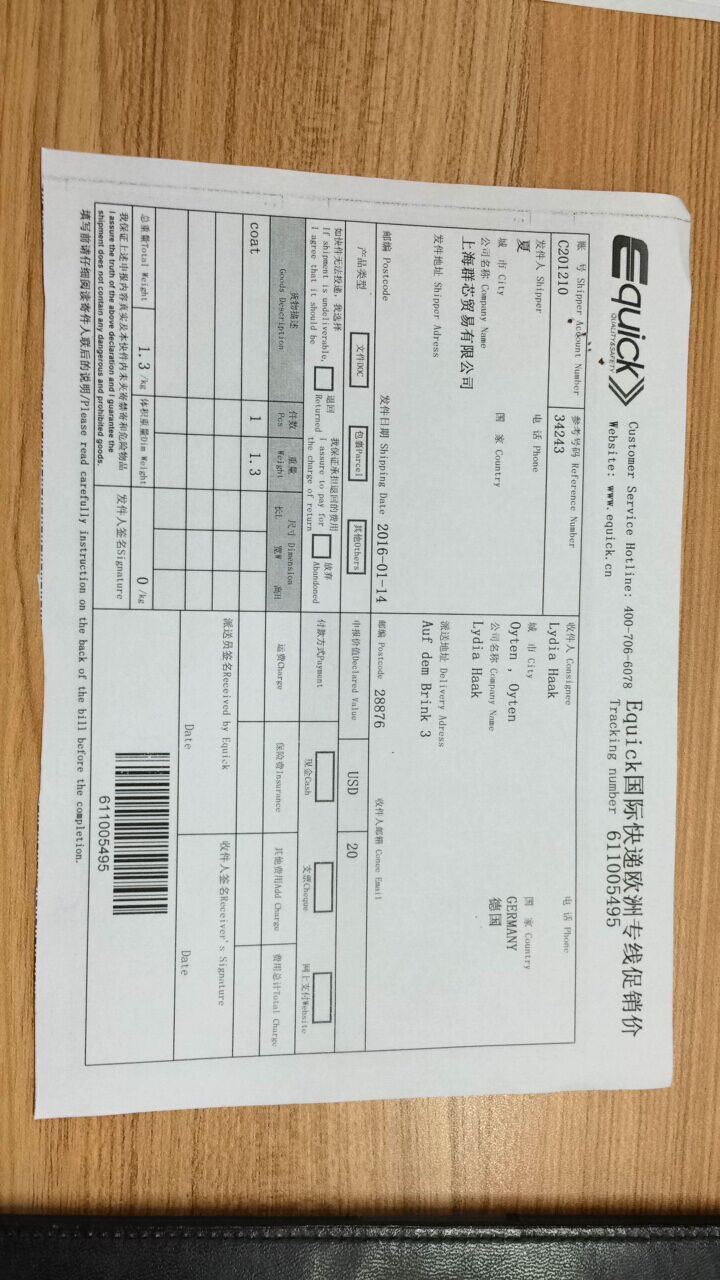 Equick
QUALITY&SAFETY
Customer Service Hotline: 400-706-6078
Website: www.equick.cn
Equick国际快递欧洲专线促销价
Tracking number 611005495
账 号 Shipper Account Number
C201210
参考号码 Reference Number
34243
发件人 Shipper
夏
电 话 Phone
城 市 City
国 家 Country
公司名称 Company Name
上海群芯贸易有限公司
发件地址 Shipper Adress
邮编 Postcode
发件日期 Shipping Date 2016-01-14
收件人 Consignee
Lydia Haak
电 话 Phone
城 市 City
Oyten , Oyten
国 家 Country
GERMANY
德国
公司名称 Company Name
Lydia Haak
派送地址 Delivery Adress
Auf dem Brink 3
邮编 Postcode 28876
收件人邮箱 Conee Email
产品类型
文件DOC
包裹Parcel
其他Others
申报价值Declared Value
USD
20
如快件无法投递，我选择
If shipment is undeliverable,
I agree that it should be
退回
Returned
我保证承担退回的费用
I assure to pay for
the charge of return
放弃
Abandoned
付款方式Payment
现金Cash
支票Cheque
网上支付Website
货物描述
Goods Description
件数
Pcs
重量
Weight
尺寸 Dimension
长L 宽W 高H
运费Charge
保险费Insurance
其他费用Add Charge
费用总计Total Charge
coat
1
1.3
派送员签名Received by Equick
收件人签名Receiver's Signature
Date
Date
总重量Total Weight
1.3 /kg
体积重量Dim Weight
0 /kg
我保证上述申报内容真实及本快件内未夹寄禁寄和危险物品
I assure the truth of the above declaration and I guarantee the
shipment does not contain any dangerous and prohibited goods.
发件人签名Signature
611005495
填写前请仔细阅读寄件人联后的说明/Please read carefully instruction on the back of the bill before the completion.